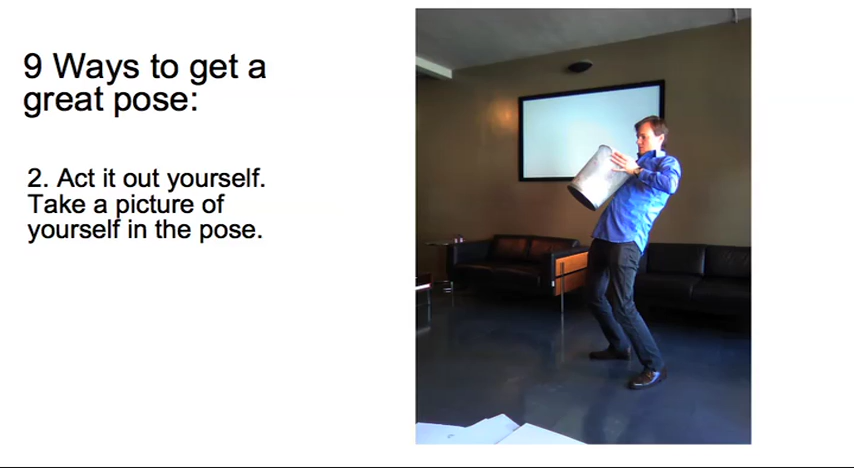 9 Ways to get a
great pose:
2. Act it out yourself.
Take a picture of
yourself in the pose.